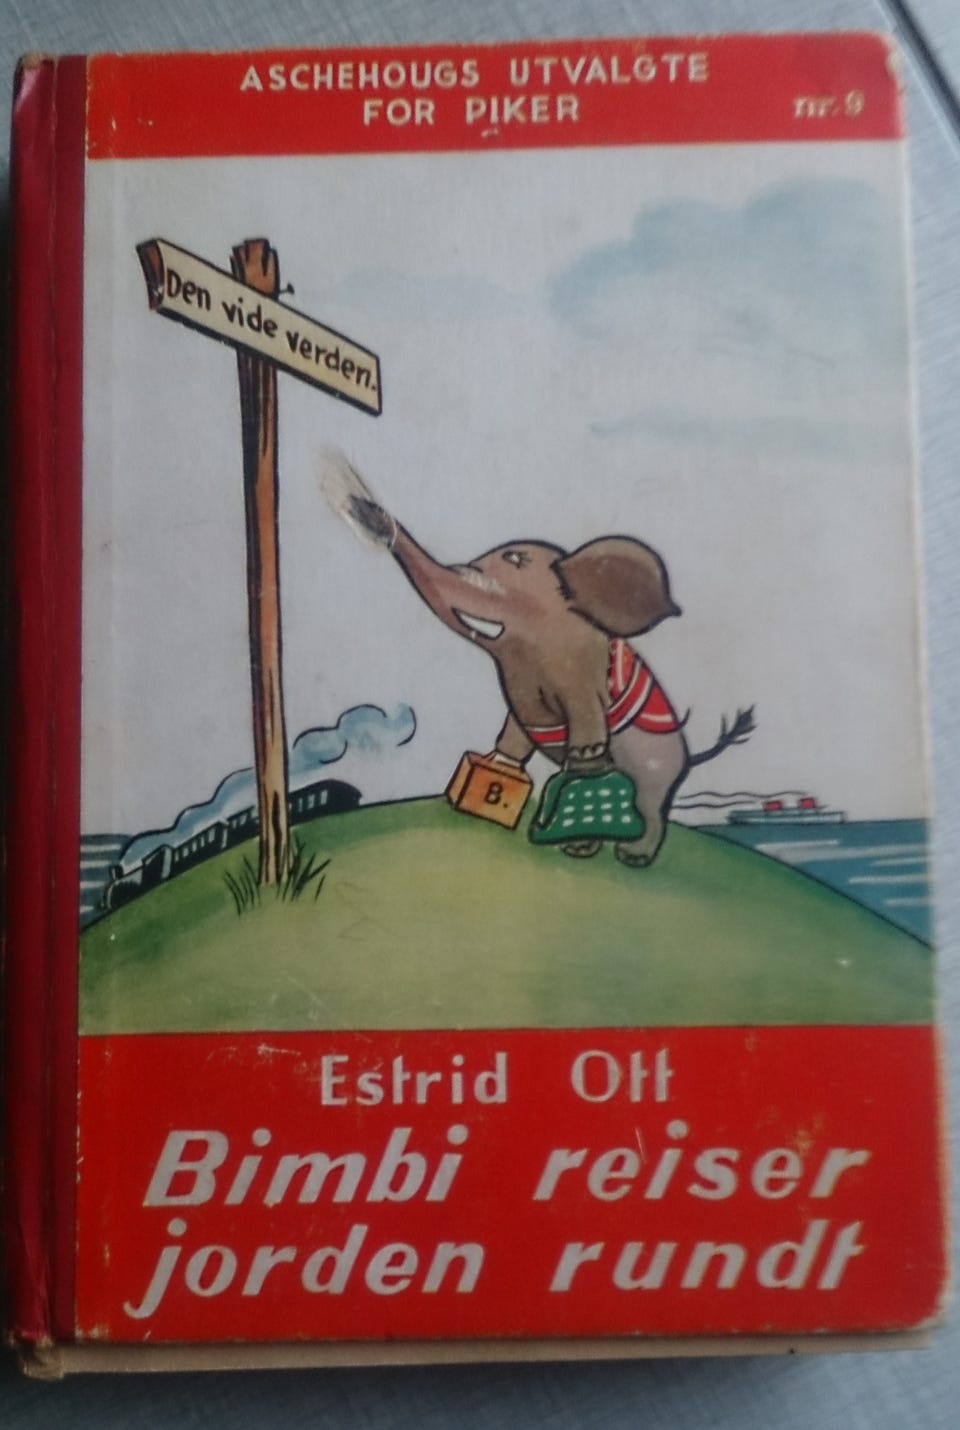 ASCHEHOUGS UTVALGTE
FOR PIKER
nr. 9
Den vide verden.
B.
Estrid Ott
Bimbi reiser
jorden rundt